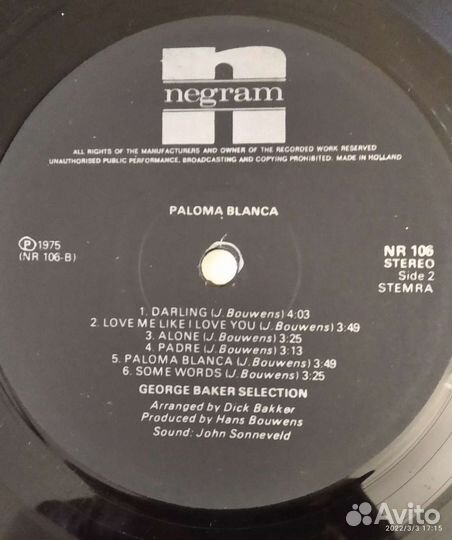 n
negram
ALL RIGHTS OF THE MANUFACTURERS AND OWNER OF THE RECORDED WORK RESERVED
UNAUTHORISED PUBLIC PERFORMANCE, BROADCASTING AND COPYING PROHIBITED. MADE IN HOLLAND
PALOMA BLANCA
Ⓟ 1975
(NR 106-B)
NR 106
STEREO
Side 2
STEMRA
1. DARLING (J. Bouwens) 4:03
2. LOVE ME LIKE I LOVE YOU (J. Bouwens) 3:49
3. ALONE (J. Bouwens) 3:25
4. PADRE (J. Bouwens) 3:13
5. PALOMA BLANCA (J. Bouwens) 3:49
6. SOME WORDS (J. Bouwens) 3:25
GEORGE BAKER SELECTION
Arranged by Dick Bakker
Produced by Hans Bouwens
Sound: John Sonneveld
Avito
2022/3/3 17:15